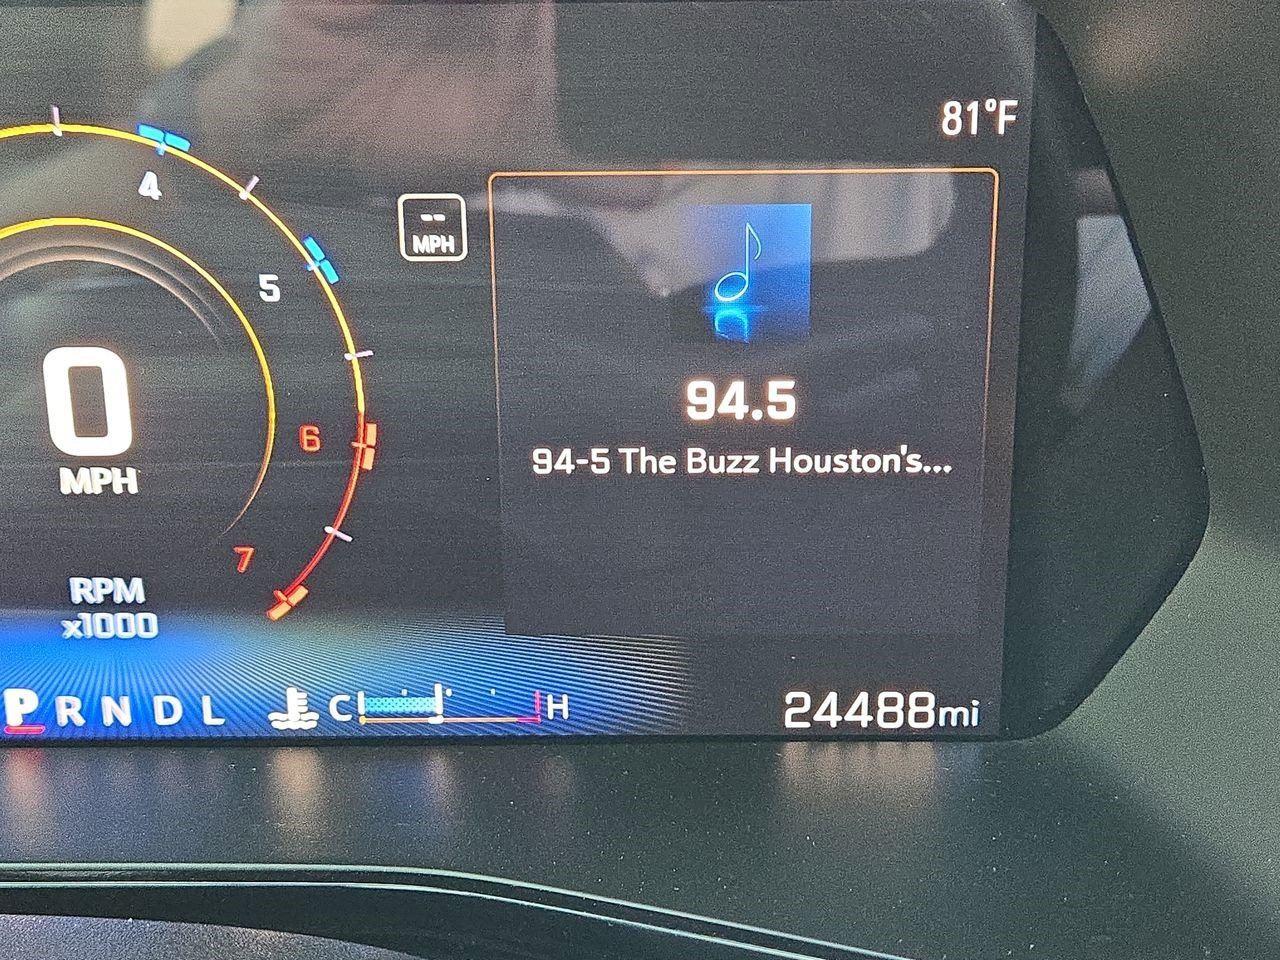 81°F
4
--
MPH
5
94.5
0
6
94-5 The Buzz Houston's...
MPH
7
RPM
x1000
P R N D L
C H
24488mi